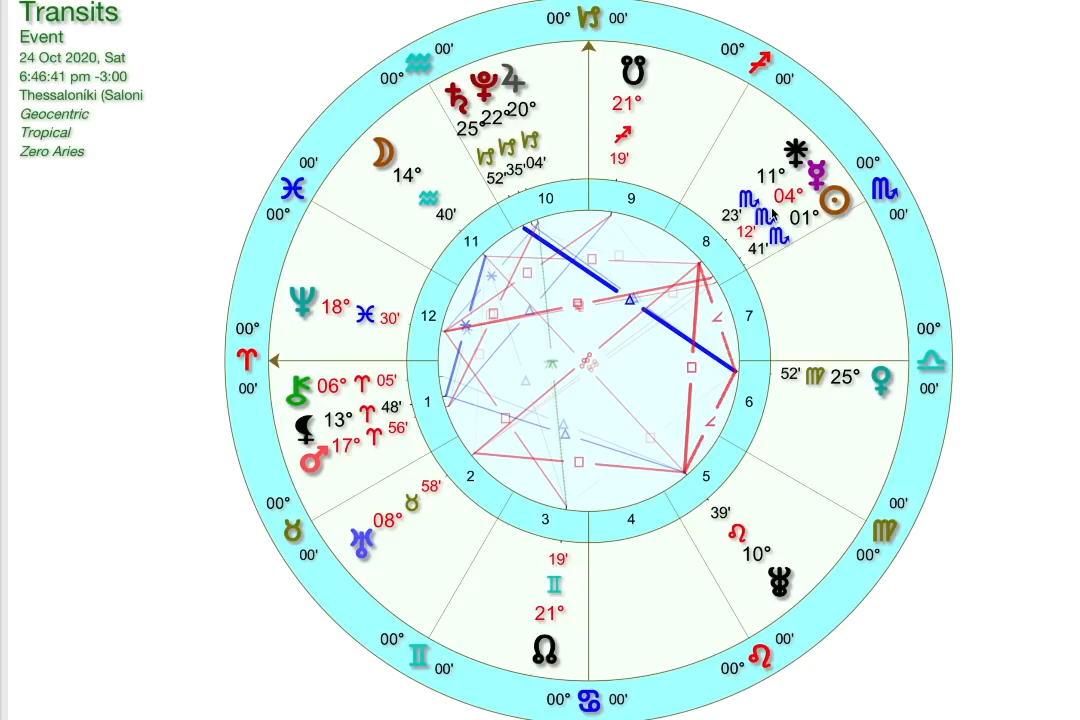 Transits
Event
24 Oct 2020, Sat
6:46:41 pm -3:00
Thessaloníki (Saloni
Geocentric
Tropical
Zero Aries
00° ♑ 00'
00° ♐ 00'
00° ♏ 00'
00° ♎ 00'
00° ♍ 00'
00° ♌ 00'
00° ♋ 00'
00° ♊ 00'
00° ♉ 00'
00° ♈ 00'
00° ♓ 00'
00° ♒ 00'
☋ 21° ♐ 19'
♃ 20° ♑ 04'
22° ♑ 35'
♄ 25° ♑ 52'
☽ 14° ♒ 40'
♆ 18° ♓ 30'
⚷ 06° ♈ 05'
⚸ 13° ♈ 48'
♂ 17° ♈ 56'
♅ 08° ♉ 58'
☊ 21° ♊ 19'
10° ♌ 39'
♀ 25° ♍ 52'
☉ 01° ♏ 41'
☿ 04° ♏ 12'
⚵ 11° ♏ 23'
1
2
3
4
5
6
7
8
9
10
11
12